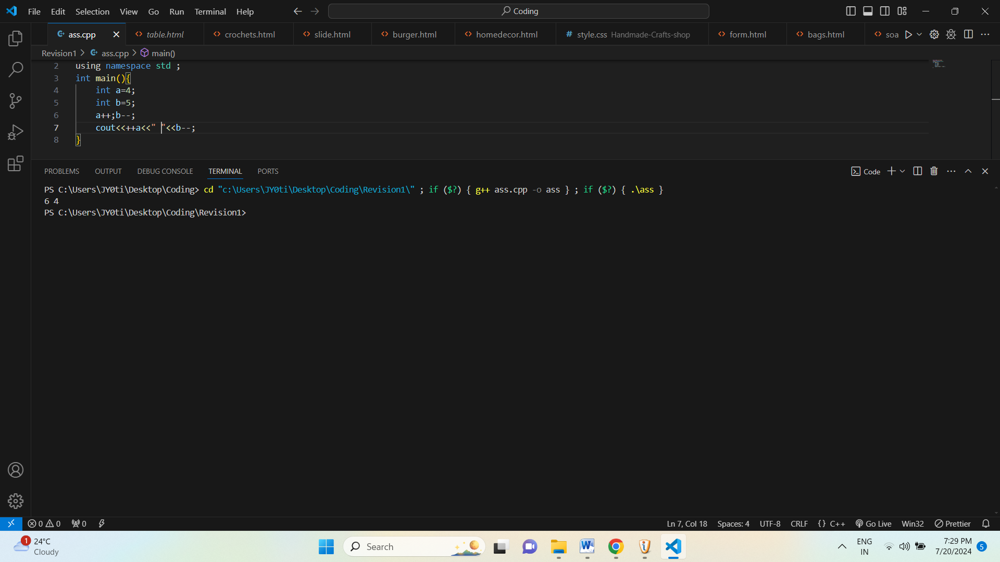 File Edit Selection View Go Run Terminal Help
Coding
ass.cpp table.html crochets.html slide.html burger.html homedecor.html # style.css Handmade-Crafts-shop form.html bags.html soa
Revision1 > ass.cpp > main()
2 using namespace std ;
3 int main(){
4 int a=4;
5 int b=5;
6 a++;b--;
7 cout<<++a<<" "<<b--;
8 }
PROBLEMS OUTPUT DEBUG CONSOLE TERMINAL PORTS
Code
PS C:\Users\JY0ti\Desktop\Coding> cd "c:\Users\JY0ti\Desktop\Coding\Revision1\" ; if ($?) { g++ ass.cpp -o ass } ; if ($?) { .\ass }
6 4
PS C:\Users\JY0ti\Desktop\Coding\Revision1>
0 0 0 Ln 7, Col 18 Spaces: 4 UTF-8 CRLF {} C++ Go Live Win32 Prettier
1 24°C
Cloudy
Search
ENG
IN
7:29 PM
7/20/2024
5